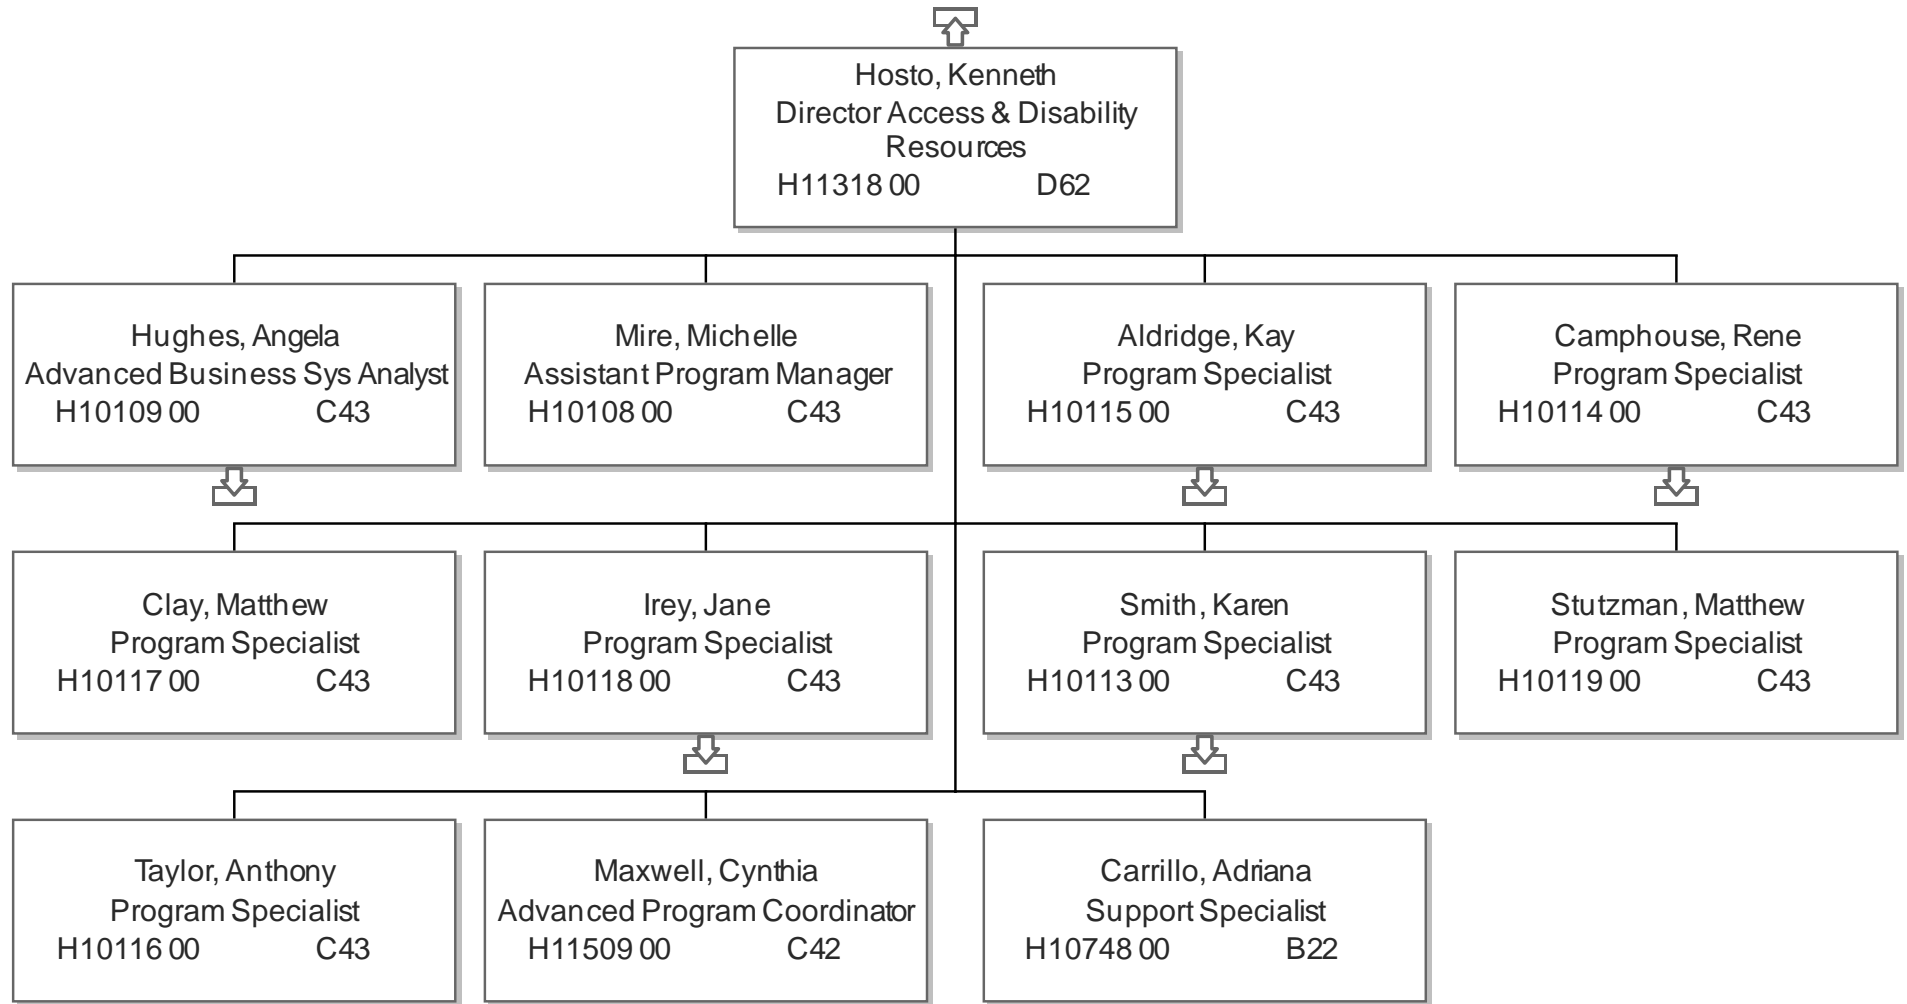 Hosto, Kenneth
Director Access & Disability
Resources
H11318 00 D62
Hughes, Angela
Advanced Business Sys Analyst
H10109 00 C43
Mire, Michelle
Assistant Program Manager
H10108 00 C43
Aldridge, Kay
Program Specialist
H10115 00 C43
Camphouse, Rene
Program Specialist
H10114 00 C43
Clay, Matthew
Program Specialist
H10117 00 C43
Irey, Jane
Program Specialist
H10118 00 C43
Smith, Karen
Program Specialist
H10113 00 C43
Stutzman, Matthew
Program Specialist
H10119 00 C43
Taylor, Anthony
Program Specialist
H10116 00 C43
Maxwell, Cynthia
Advanced Program Coordinator
H11509 00 C42
Carrillo, Adriana
Support Specialist
H10748 00 B22